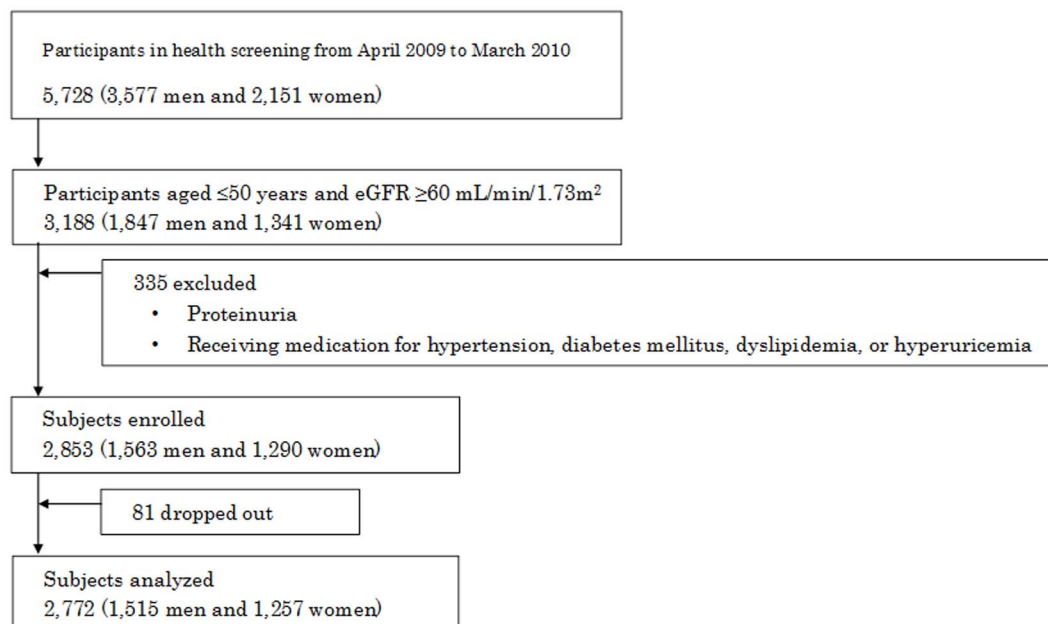 Participants in health screening from April 2009 to March 2010
5,728 (3,577 men and 2,151 women)
Participants aged ≤50 years and eGFR ≥60 mL/min/1.73m²
3,188 (1,847 men and 1,341 women)
335 excluded
• Proteinuria
• Receiving medication for hypertension, diabetes mellitus, dyslipidemia, or hyperuricemia
Subjects enrolled
2,853 (1,563 men and 1,290 women)
81 dropped out
Subjects analyzed
2,772 (1,515 men and 1,257 women)